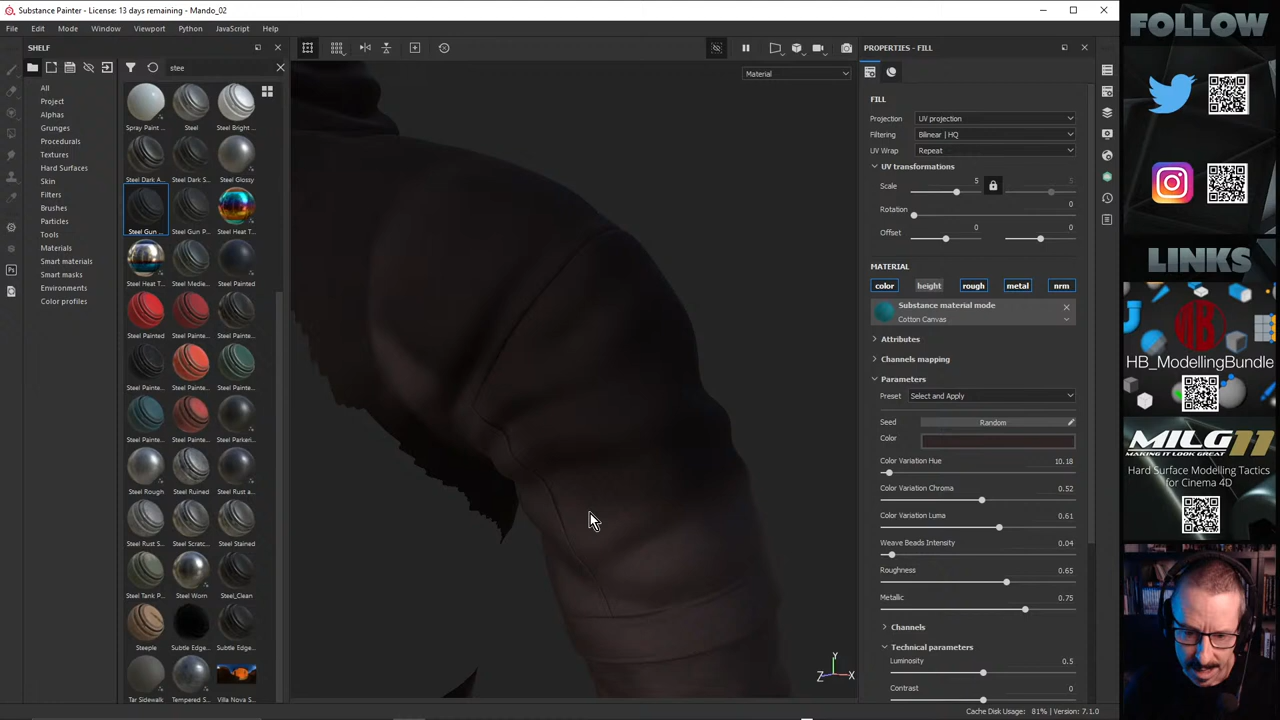 Substance Painter - License: 13 days remaining - Mando_02
File Edit Mode Window Viewport Python JavaScript Help
SHELF
stee
All
Project
Alphas
Grunges
Procedurals
Textures
Hard Surfaces
Skin
Filters
Brushes
Particles
Tools
Materials
Smart materials
Smart masks
Environments
Color profiles
Spray Paint ... Steel Steel Bright ...
Steel Dark A... Steel Dark S... Steel Glossy
Steel Gun ... Steel Gun P... Steel Heat T...
Steel Heat T... Steel Medie... Steel Painted
Steel Painted Steel Painte... Steel Painte...
Steel Painte... Steel Painte... Steel Painte...
Steel Painte... Steel Painte... Steel Parkeri...
Steel Rough Steel Ruined Steel Rust a...
Steel Rust S... Steel Scratc... Steel Stained
Steel Tank P... Steel Worn Steel_Clean
Steeple Subtle Edge... Subtle Edge...
Tar Sidewalk Tempered S... Villa Nova S...
Material
Y
Z X
PROPERTIES - FILL
FILL
Projection UV projection
Filtering Bilinear | HQ
UV Wrap Repeat
UV transformations
Scale 5 5
Rotation 0
Offset 0 0
MATERIAL
color height rough metal nrm
Substance material mode
Cotton Canvas
Attributes
Channels mapping
Parameters
Preset Select and Apply
Seed Random
Color
Color Variation Hue 10.18
Color Variation Chroma 0.52
Color Variation Luma 0.61
Weave Beads Intensity 0.04
Roughness 0.65
Metallic 0.75
Channels
Technical parameters
Luminosity 0.5
Contrast 0
Cache Disk Usage: 81% | Version: 7.1.0
Ps
FOLLOW
LINKS
HB
HB_ModellingBundle
MILG11
MAKING IT LOOK GREAT
Hard Surface Modelling Tactics
for Cinema 4D